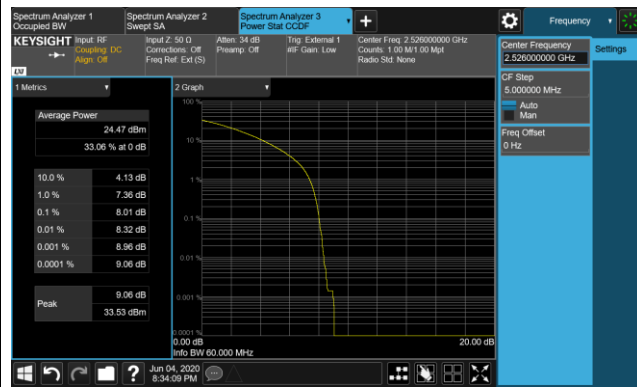 Spectrum Analyzer 1
Occupied BW
Spectrum Analyzer 2
Swept SA
Spectrum Analyzer 3
Power Stat CCDF
Frequency
KEYSIGHT
Input: RF
Coupling: DC
Align: Off
Input Z: 50 Ω
Corrections: Off
Freq Ref: Ext (S)
Atten: 34 dB
Preamp: Off
Trig: External 1
#IF Gain: Low
Center Freq: 2.526000000 GHz
Counts: 1.00 M/1.00 Mpt
Radio Std: None
LXI
Center Frequency
2.526000000 GHz
Settings
CF Step
5.000000 MHz
Auto
Man
Freq Offset
0 Hz
1 Metrics
Average Power
24.47 dBm
33.06 % at 0 dB
10.0 % 4.13 dB
1.0 % 7.36 dB
0.1 % 8.01 dB
0.01 % 8.32 dB
0.001 % 8.96 dB
0.0001 % 9.06 dB
Peak
9.06 dB
33.53 dBm
2 Graph
100 %
10 %
1 %
0.1 %
0.01 %
0.001 %
0.0001 %
0.00 dB 20.00 dB
Info BW 60.000 MHz
Jun 04, 2020
8:34:09 PM